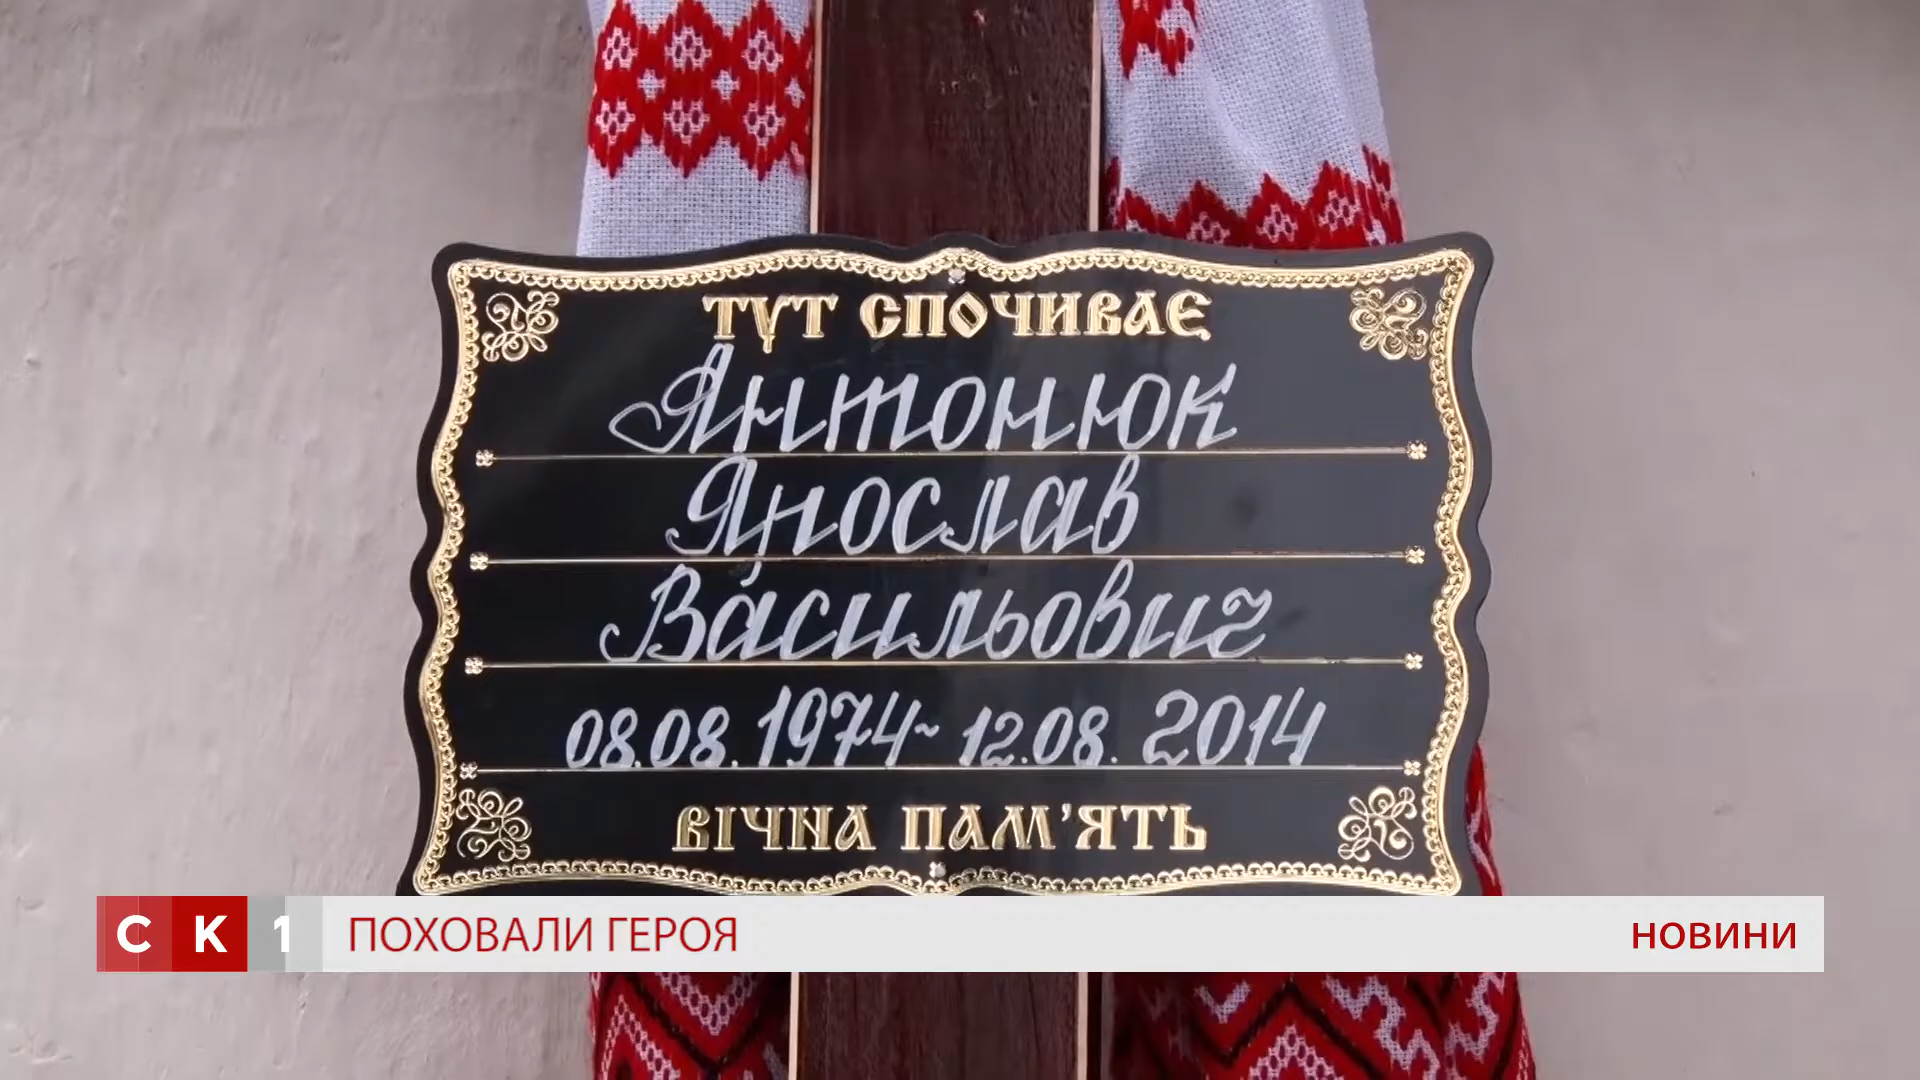 ТУТ СПОЧИВАЄ
Антонюк
Ярослав
Васильович
08.08.1974~12.08.2014
ВІЧНА ПАМ'ЯТЬ
СК1 ПОХОВАЛИ ГЕРОЯ НОВИНИ